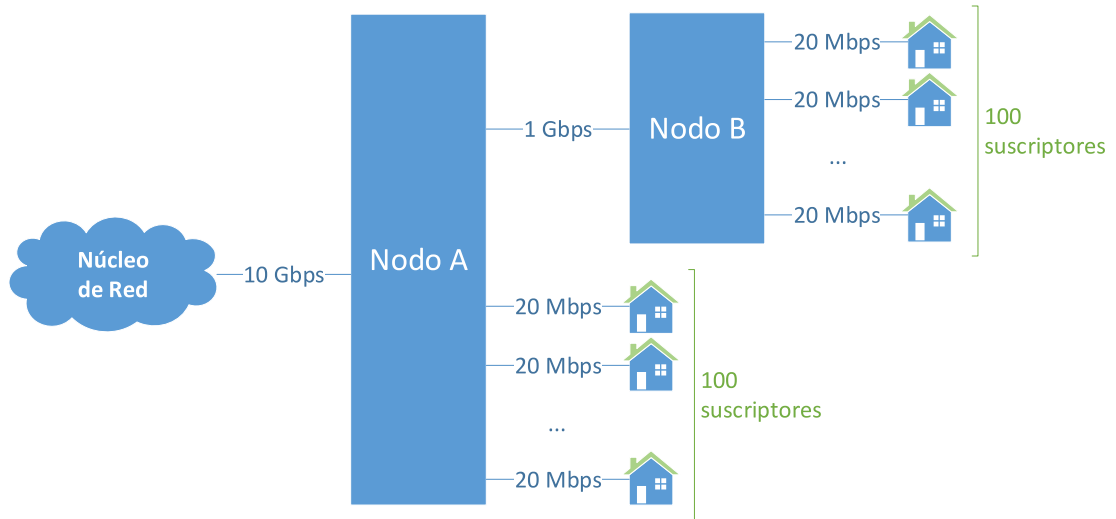 Núcleo
de Red
10 Gbps
Nodo A
1 Gbps
Nodo B
20 Mbps
20 Mbps
...
20 Mbps
100
suscriptores
20 Mbps
20 Mbps
...
20 Mbps
100
suscriptores